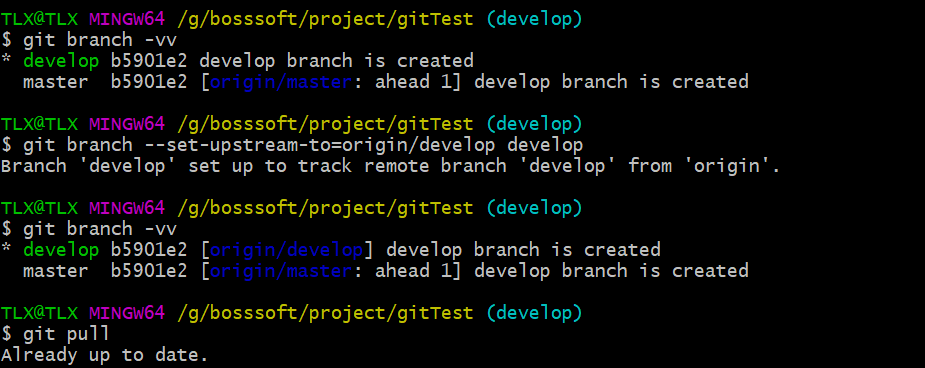 TLX@TLX MINGW64 /g/bosssoft/project/gitTest (develop)
$ git branch -vv
* develop b5901e2 develop branch is created
  master  b5901e2 [origin/master: ahead 1] develop branch is created
TLX@TLX MINGW64 /g/bosssoft/project/gitTest (develop)
$ git branch --set-upstream-to=origin/develop develop
Branch 'develop' set up to track remote branch 'develop' from 'origin'.
TLX@TLX MINGW64 /g/bosssoft/project/gitTest (develop)
$ git branch -vv
* develop b5901e2 [origin/develop] develop branch is created
  master  b5901e2 [origin/master: ahead 1] develop branch is created
TLX@TLX MINGW64 /g/bosssoft/project/gitTest (develop)
$ git pull
Already up to date.